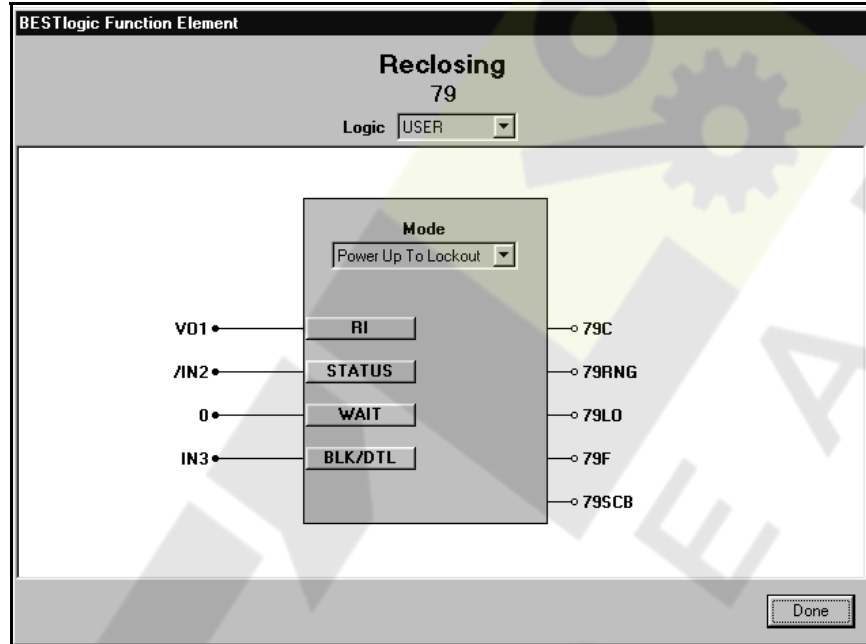 BESTlogic Function Element
Reclosing
79
Logic USER
Mode
Power Up To Lockout
VO1 RI 79C
/IN2 STATUS 79RNG
0 WAIT 79LO
IN3 BLK/DTL 79F
79SCB
Done